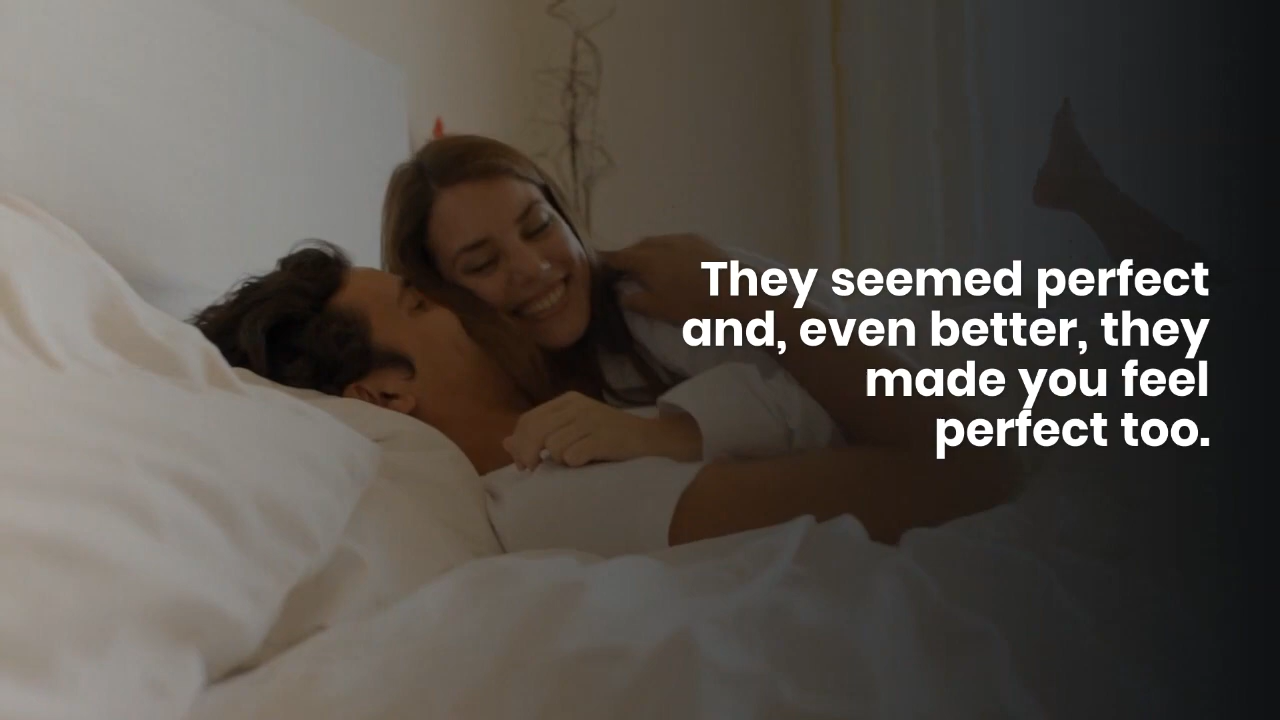 They seemed perfect
and, even better, they
made you feel
perfect too.